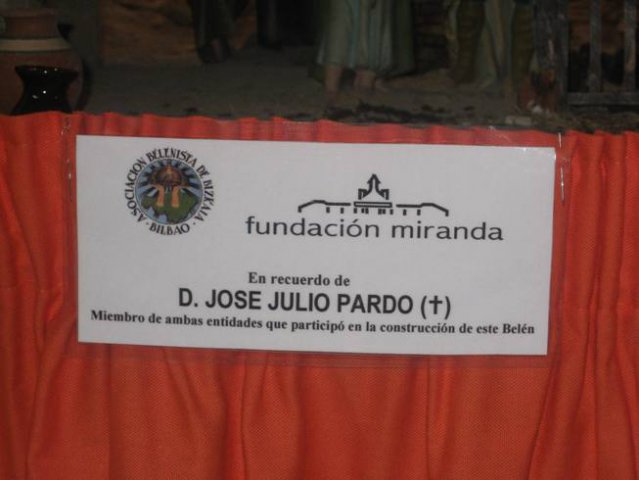 ASOCIACION BELENISTA DE BIZKAIA
· BILBAO ·
fundación miranda
En recuerdo de
D. JOSE JULIO PARDO (✝)
Miembro de ambas entidades que participó en la construcción de este Belén